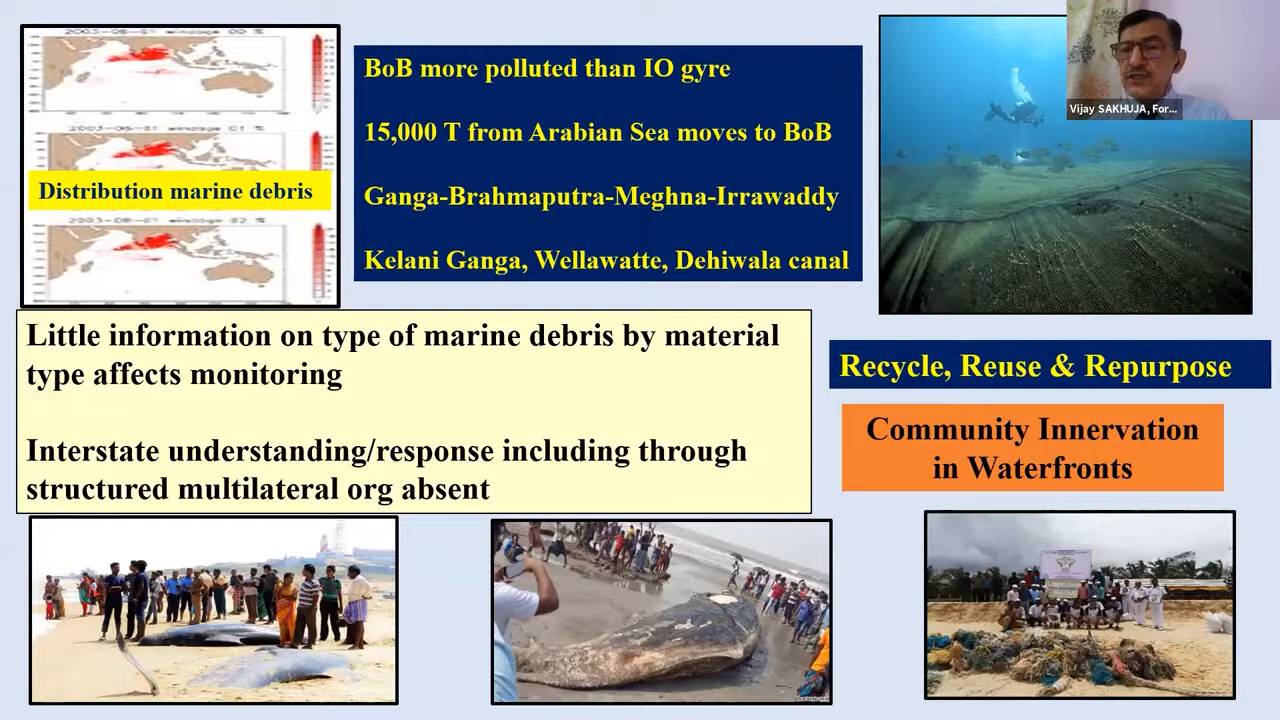 Distribution marine debris
BoB more polluted than IO gyre
15,000 T from Arabian Sea moves to BoB
Ganga-Brahmaputra-Meghna-Irrawaddy
Kelani Ganga, Wellawatte, Dehiwala canal
Vijay SAKHUJA, For...
Little information on type of marine debris by material
type affects monitoring
Interstate understanding/response including through
structured multilateral org absent
Recycle, Reuse & Repurpose
Community Innervation
in Waterfronts